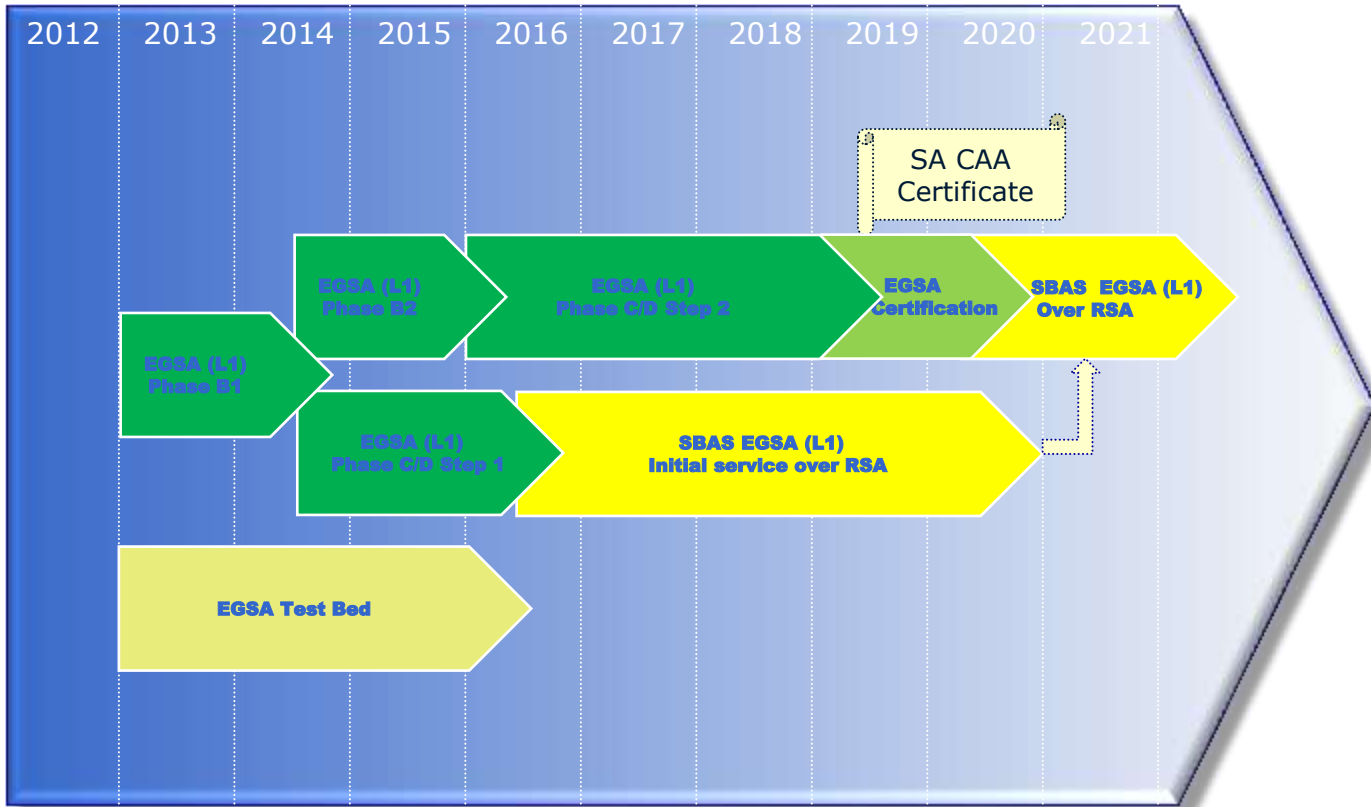 2012 2013 2014 2015 2016 2017 2018 2019 2020 2021
SA CAA
Certificate
EGSA (L1)
Phase B2
EGSA (L1)
Phase C/D Step 2
EGSA
Certification
SBAS EGSA (L1)
Over RSA
EGSA (L1)
Phase B1
EGSA (L1)
Phase C/D Step 1
SBAS EGSA (L1)
Initial service over RSA
EGSA Test Bed